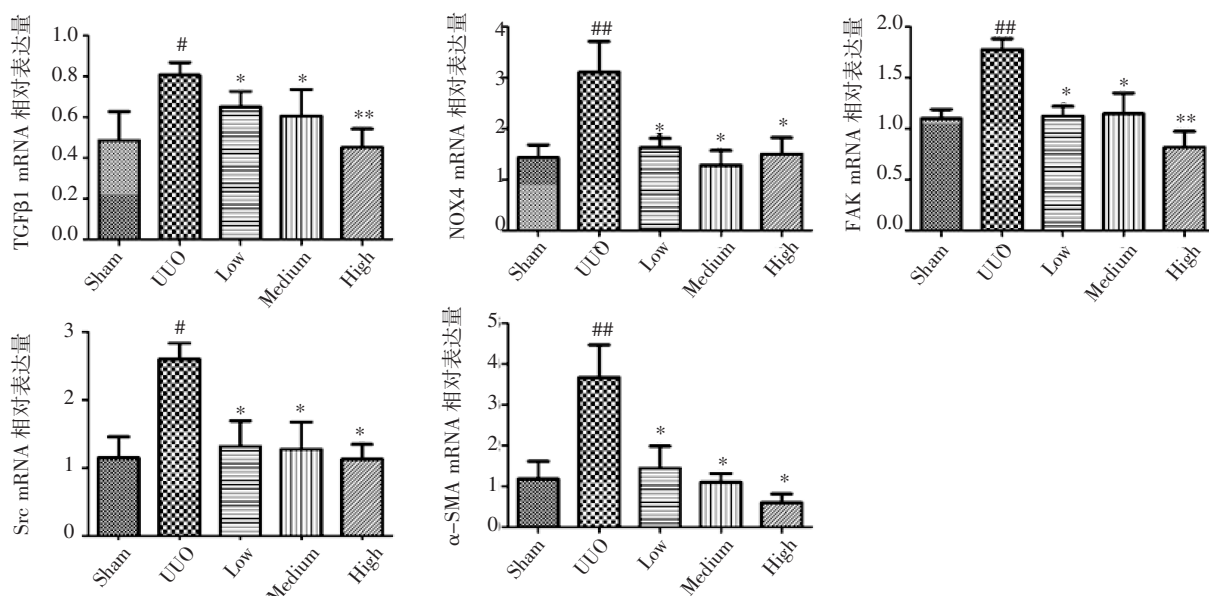 TGFβ1 mRNA 相对表达量
1.0
0.8
0.6
0.4
0.2
0.0
#
*
*
**
Sham
UUO
Low
Medium
High
NOX4 mRNA 相对表达量
4
3
2
1
0
##
*
*
*
Sham
UUO
Low
Medium
High
FAK mRNA 相对表达量
2.0
1.5
1.0
0.5
0.0
##
*
*
**
Sham
UUO
Low
Medium
High
Src mRNA 相对表达量
3
2
1
0
#
*
*
*
Sham
UUO
Low
Medium
High
α-SMA mRNA 相对表达量
5
4
3
2
1
0
##
*
*
*
Sham
UUO
Low
Medium
High